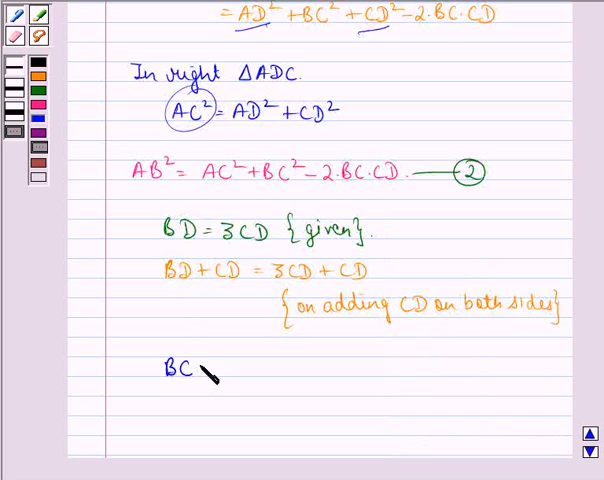 = AD² + BC² + CD² - 2·BC·CD
In right ΔADC.
AC² = AD² + CD²
AB² = AC² + BC² - 2·BC·CD. —— ②
BD = 3CD {given}.
BD + CD = 3CD + CD
{on adding CD on both sides}
BC